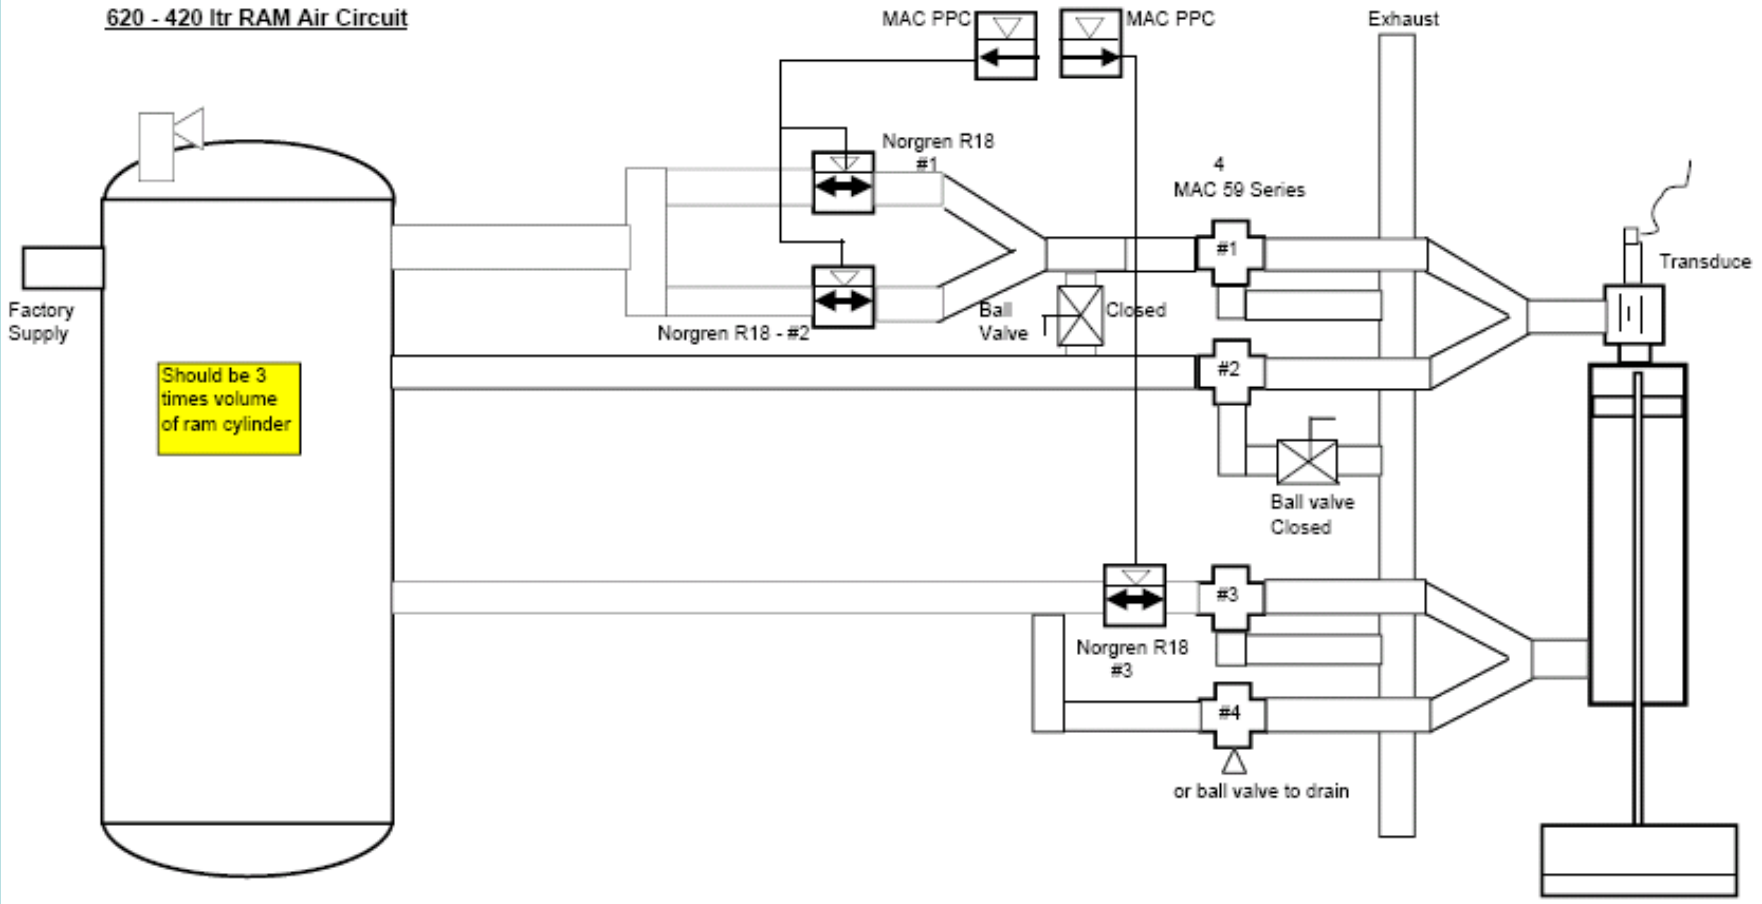 620 - 420 ltr RAM Air Circuit
MAC PPC
MAC PPC
Exhaust
Norgren R18
#1
4
MAC 59 Series
#1
Transduce
Factory
Supply
Ball
Valve
Closed
Norgren R18 - #2
#2
Should be 3
times volume
of ram cylinder
Ball valve
Closed
#3
Norgren R18
#3
#4
or ball valve to drain